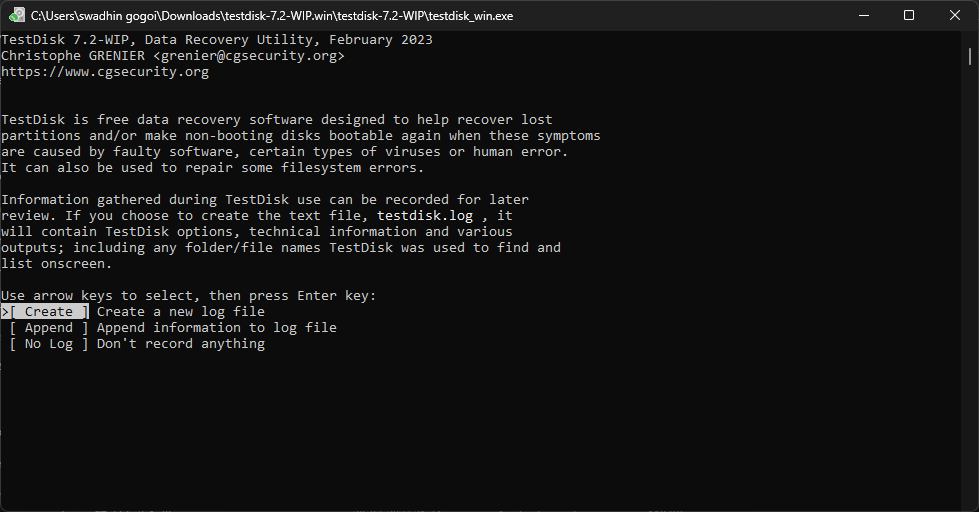 C:\Users\swadhin gogoi\Downloads\testdisk-7.2-WIP.win\testdisk-7.2-WIP\testdisk_win.exe
TestDisk 7.2-WIP, Data Recovery Utility, February 2023
Christophe GRENIER <grenier@cgsecurity.org>
https://www.cgsecurity.org
TestDisk is free data recovery software designed to help recover lost
partitions and/or make non-booting disks bootable again when these symptoms
are caused by faulty software, certain types of viruses or human error.
It can also be used to repair some filesystem errors.
Information gathered during TestDisk use can be recorded for later
review. If you choose to create the text file, testdisk.log , it
will contain TestDisk options, technical information and various
outputs; including any folder/file names TestDisk was used to find and
list onscreen.
Use arrow keys to select, then press Enter key:
>[ Create ] Create a new log file
[ Append ] Append information to log file
[ No Log ] Don't record anything